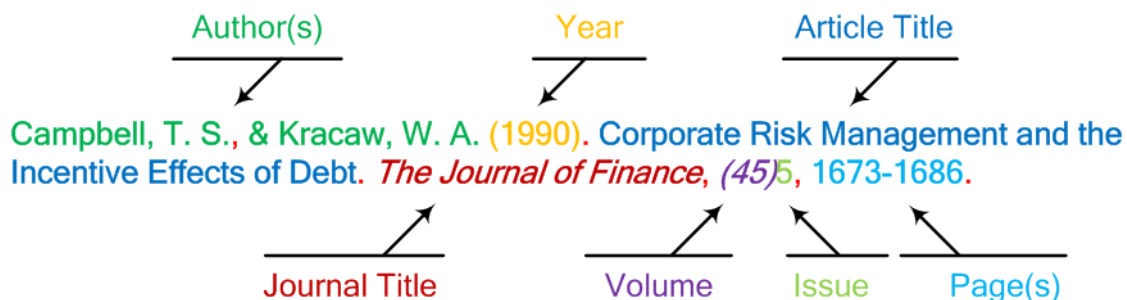 Author(s) Year Article Title
Campbell, T. S., & Kracaw, W. A. (1990). Corporate Risk Management and the
Incentive Effects of Debt. The Journal of Finance, (45)5, 1673-1686.
Journal Title Volume Issue Page(s)